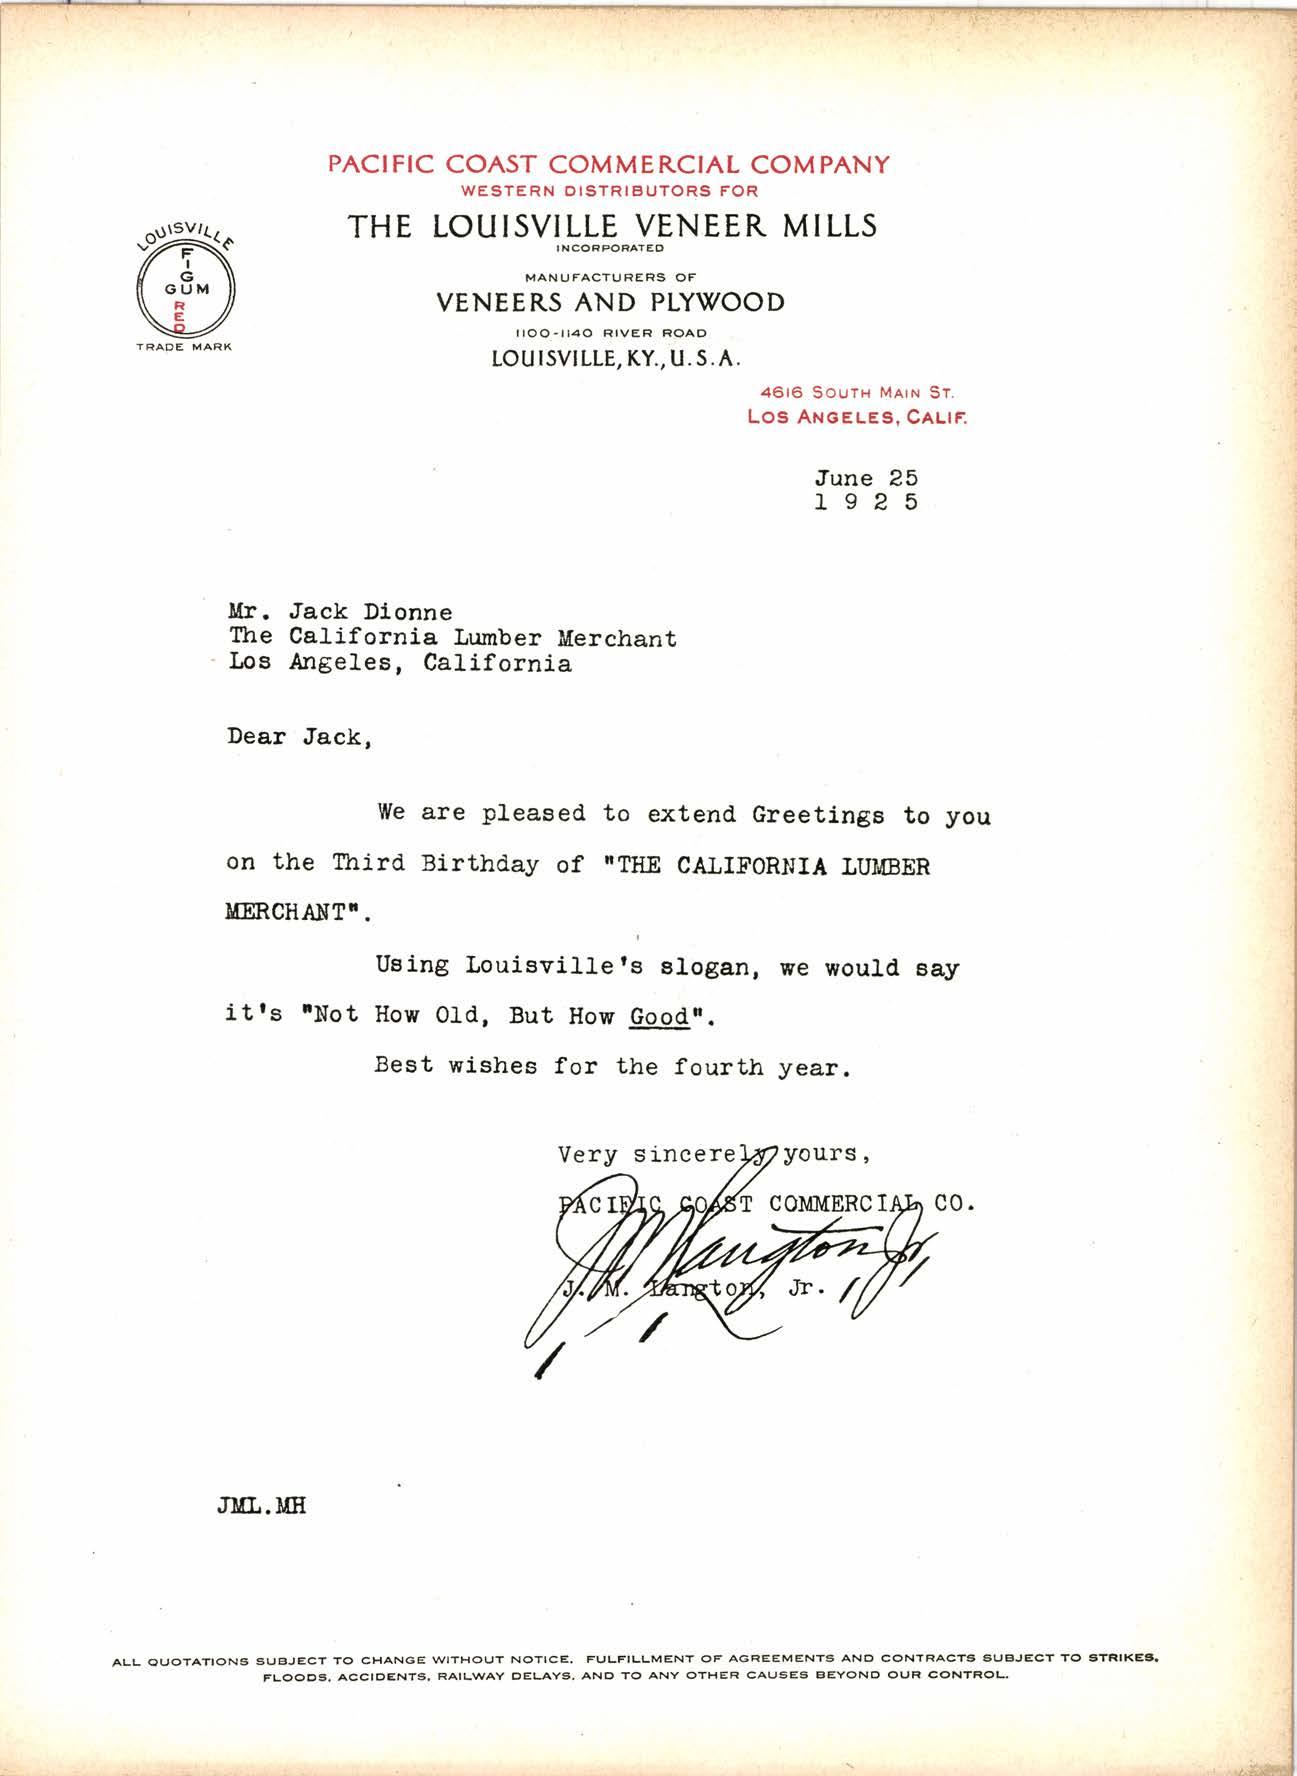 PACIFIC COAST COMMERCIAL COMPANY
WESTERN DISTRIBUTORS FOR
THE LOUISVILLE VENEER MILLS
INCORPORATED
MANUFACTURERS OF
VENEERS AND PLYWOOD
1100-1140 RIVER ROAD
LOUISVILLE, KY., U.S.A.
LOUISVILLE
FIG
GUM
RED
TRADE MARK
4616 SOUTH MAIN ST.
LOS ANGELES, CALIF.
June 25
1 9 2 5
Mr. Jack Dionne
The California Lumber Merchant
Los Angeles, California
Dear Jack,
We are pleased to extend Greetings to you
on the Third Birthday of "THE CALIFORNIA LUMBER
MERCHANT".
Using Louisville's slogan, we would say
it's "Not How Old, But How Good".
Best wishes for the fourth year.
Very sincerely yours,
PACIFIC COAST COMMERCIAL CO.
J M Langton Jr,
J. M. Langton, Jr.
JML.MH
ALL QUOTATIONS SUBJECT TO CHANGE WITHOUT NOTICE. FULFILLMENT OF AGREEMENTS AND CONTRACTS SUBJECT TO STRIKES,
FLOODS, ACCIDENTS, RAILWAY DELAYS, AND TO ANY OTHER CAUSES BEYOND OUR CONTROL.